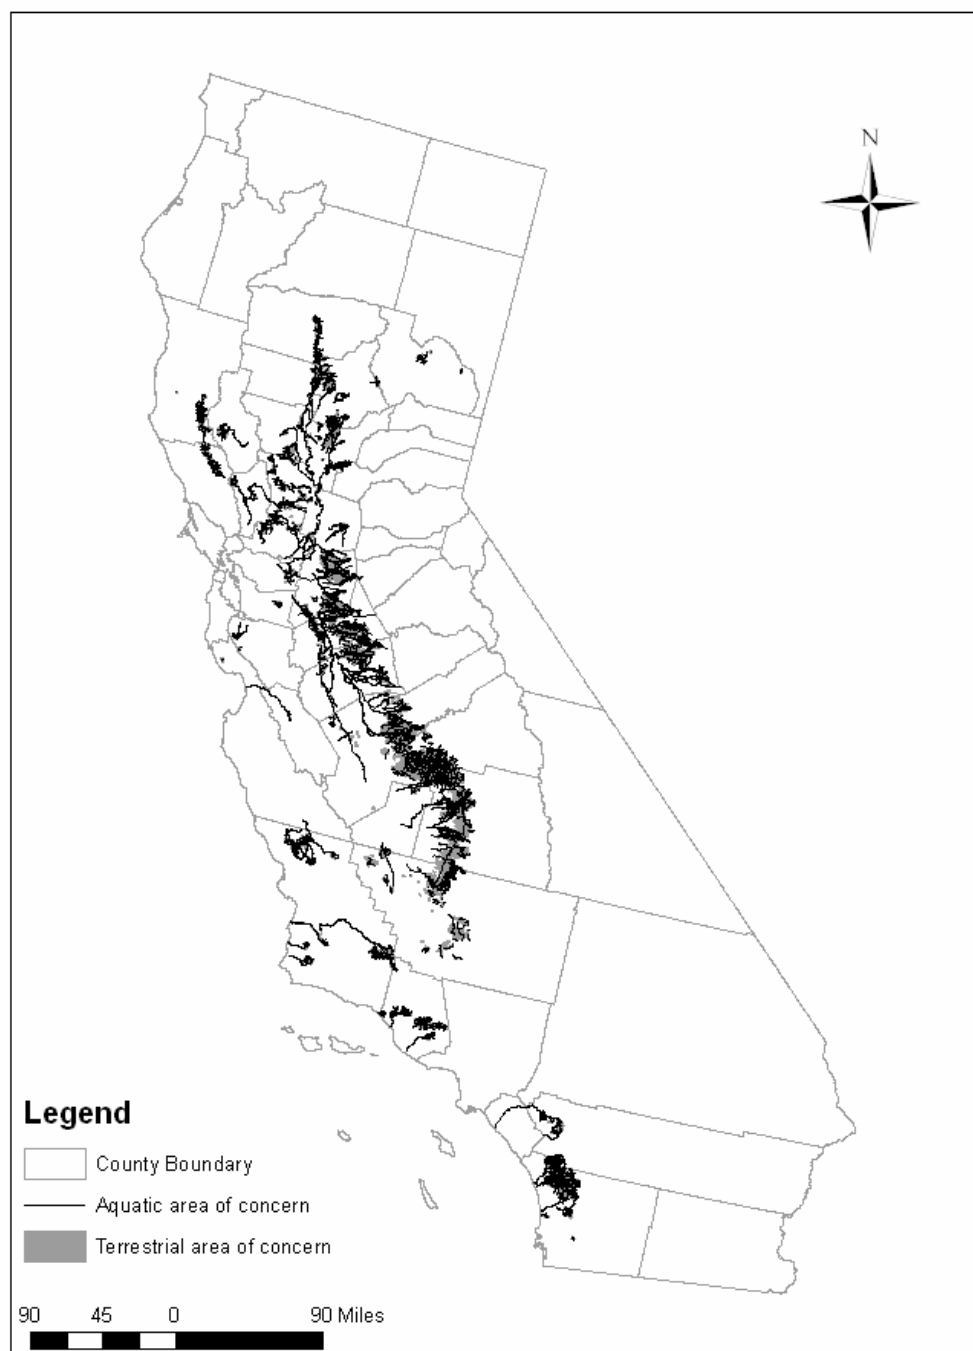 N
Legend
County Boundary
Aquatic area of concern
Terrestrial area of concern
90 45 0 90 Miles